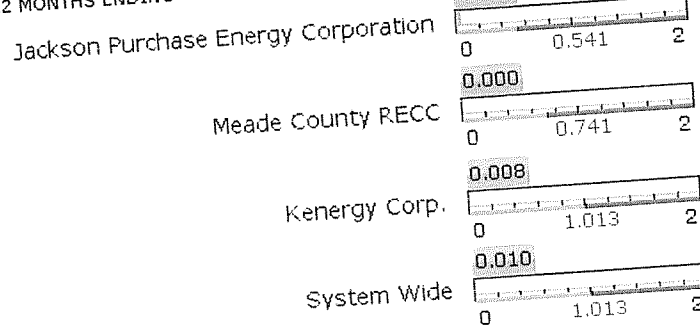 2 MONTHS ENDING
Jackson Purchase Energy Corporation
0 0.541 2
0.000
Meade County RECC
0 0.741 2
0.008
Kenergy Corp.
0 1.013 2
0.010
System Wide
0 1.013 2